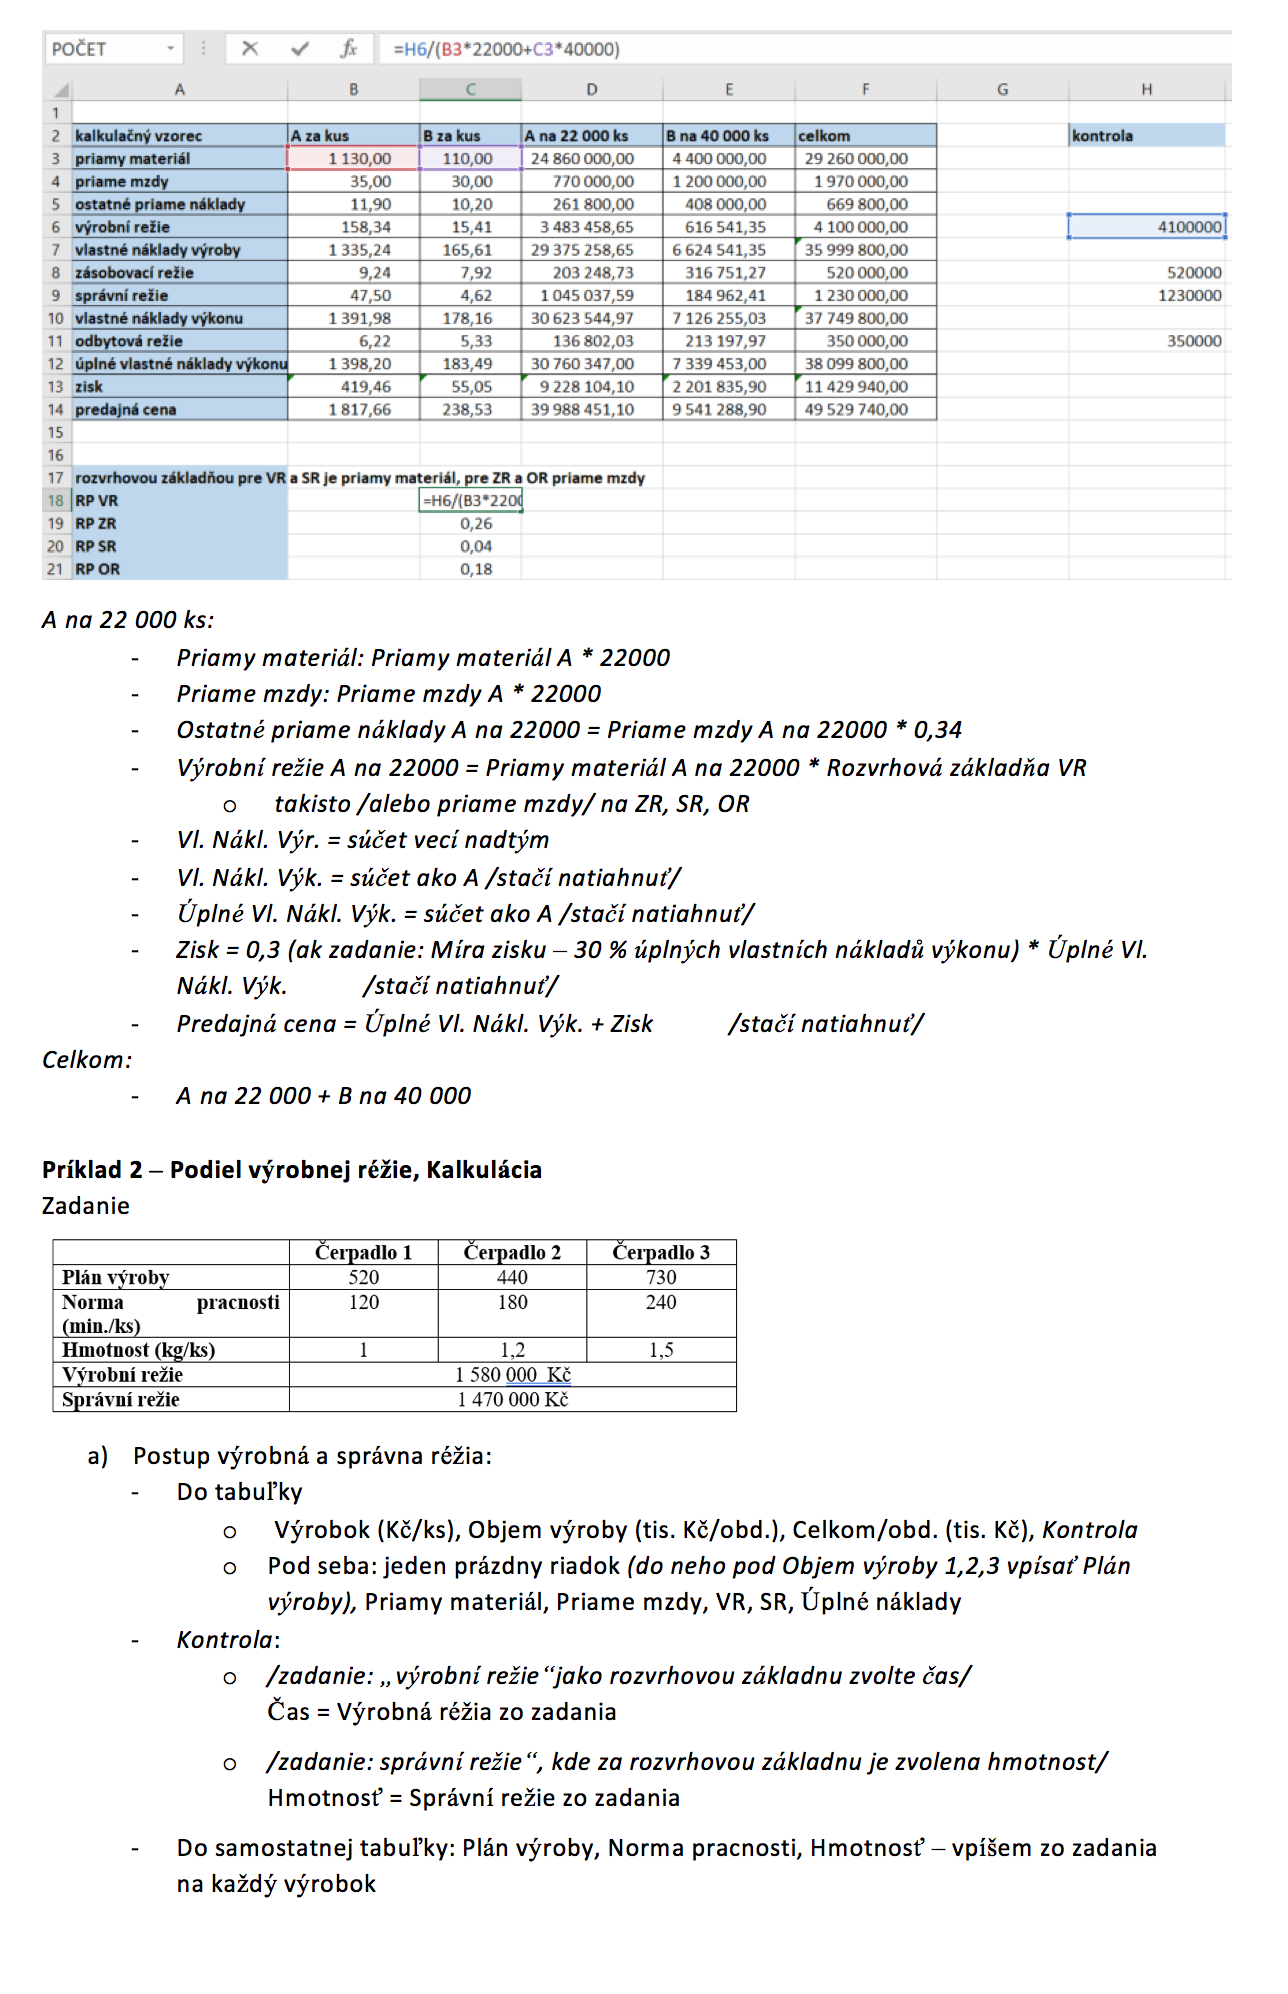 POČET =H6/(B3*22000+C3*40000)
A B C D E F G H
1
2 kalkulačný vzorec A za kus B za kus A na 22 000 ks B na 40 000 ks celkom kontrola
3 priamy materiál 1 130,00 110,00 24 860 000,00 4 400 000,00 29 260 000,00
4 priame mzdy 35,00 30,00 770 000,00 1 200 000,00 1 970 000,00
5 ostatné priame náklady 11,90 10,20 261 800,00 408 000,00 669 800,00
6 výrobní režie 158,34 15,41 3 483 458,65 616 541,35 4 100 000,00 4100000
7 vlastné náklady výroby 1 335,24 165,61 29 375 258,65 6 624 541,35 35 999 800,00
8 zásobovací režie 9,24 7,92 203 248,73 316 751,27 520 000,00 520000
9 správní režie 47,50 4,62 1 045 037,59 184 962,41 1 230 000,00 1230000
10 vlastné náklady výkonu 1 391,98 178,16 30 623 544,97 7 126 255,03 37 749 800,00
11 odbytová režie 6,22 5,33 136 802,03 213 197,97 350 000,00 350000
12 úplné vlastné náklady výkonu 1 398,20 183,49 30 760 347,00 7 339 453,00 38 099 800,00
13 zisk 419,46 55,05 9 228 104,10 2 201 835,90 11 429 940,00
14 predajná cena 1 817,66 238,53 39 988 451,10 9 541 288,90 49 529 740,00
15
16
17 rozvrhovou základňou pre VR a SR je priamy materiál, pre ZR a OR priame mzdy
18 RP VR =H6/(B3*2200
19 RP ZR 0,26
20 RP SR 0,04
21 RP OR 0,18
A na 22 000 ks:
- Priamy materiál: Priamy materiál A * 22000
- Priame mzdy: Priame mzdy A * 22000
- Ostatné priame náklady A na 22000 = Priame mzdy A na 22000 * 0,34
- Výrobní režie A na 22000 = Priamy materiál A na 22000 * Rozvrhová základňa VR
o takisto /alebo priame mzdy/ na ZR, SR, OR
- Vl. Nákl. Výr. = súčet vecí nadtým
- Vl. Nákl. Výk. = súčet ako A /stačí natiahnuť/
- Úplné Vl. Nákl. Výk. = súčet ako A /stačí natiahnuť/
- Zisk = 0,3 (ak zadanie: Míra zisku – 30 % úplných vlastních nákladů výkonu) * Úplné Vl.
Nákl. Výk. /stačí natiahnuť/
- Predajná cena = Úplné Vl. Nákl. Výk. + Zisk /stačí natiahnuť/
Celkom:
- A na 22 000 + B na 40 000
Príklad 2 – Podiel výrobnej réžie, Kalkulácia
Zadanie
Čerpadlo 1 Čerpadlo 2 Čerpadlo 3
Plán výroby 520 440 730
Norma pracnosti 120 180 240
(min./ks)
Hmotnost (kg/ks) 1 1,2 1,5
Výrobní režie 1 580 000 Kč
Správní režie 1 470 000 Kč
a) Postup výrobná a správna réžia:
- Do tabuľky
o Výrobok (Kč/ks), Objem výroby (tis. Kč/obd.), Celkom/obd. (tis. Kč), Kontrola
o Pod seba: jeden prázdny riadok (do neho pod Objem výroby 1,2,3 vpísať Plán
výroby), Priamy materiál, Priame mzdy, VR, SR, Úplné náklady
- Kontrola:
o /zadanie: „výrobní režie“jako rozvrhovou základnu zvolte čas/
Čas = Výrobná réžia zo zadania
o /zadanie: správní režie“, kde za rozvrhovou základnu je zvolena hmotnost/
Hmotnosť = Správní režie zo zadania
- Do samostatnej tabuľky: Plán výroby, Norma pracnosti, Hmotnosť – vpíšem zo zadania
na každý výrobok